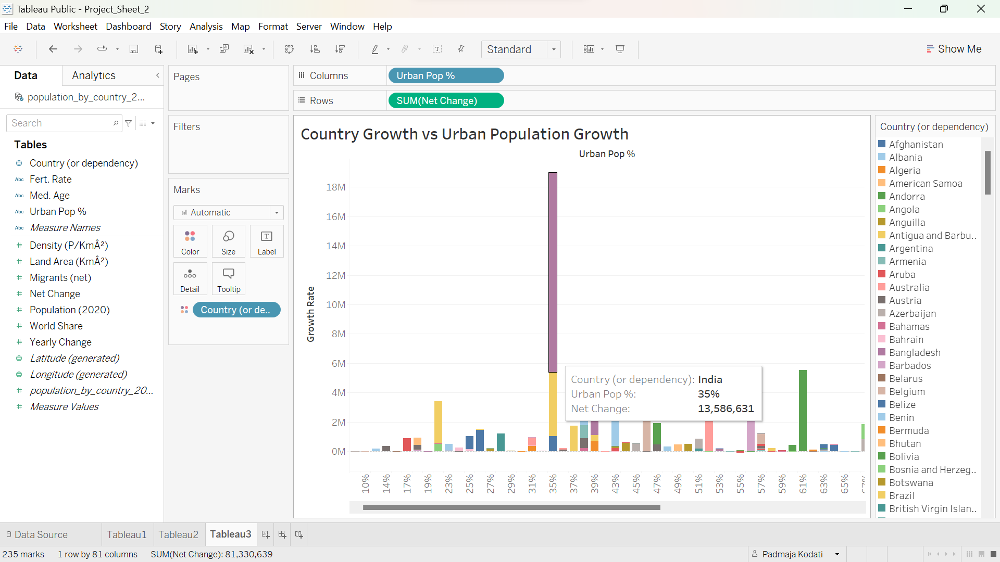 Tableau Public - Project_Sheet_2
File Data Worksheet Dashboard Story Analysis Map Format Server Window Help
Standard
Show Me
Data
Analytics
population_by_country_2...
Search
Tables
Country (or dependency)
Abc Fert. Rate
Abc Med. Age
Abc Urban Pop %
Abc Measure Names
# Density (P/KmÂ²)
# Land Area (KmÂ²)
# Migrants (net)
# Net Change
# Population (2020)
# World Share
# Yearly Change
Latitude (generated)
Longitude (generated)
# population_by_country_20...
# Measure Values
Pages
Filters
Marks
Automatic
Color Size Label
Detail Tooltip
Country (or de..
Columns Urban Pop %
Rows SUM(Net Change)
Country Growth vs Urban Population Growth
Urban Pop %
Growth Rate
18M
16M
14M
12M
10M
8M
6M
4M
2M
0M
Country (or dependency): India
Urban Pop %: 35%
Net Change: 13,586,631
10% 14% 17% 19% 23% 25% 27% 29% 31% 35% 37% 39% 43% 45% 47% 49% 51% 53% 55% 57% 59% 61% 63% 65%
Country (or dependency)
Afghanistan
Albania
Algeria
American Samoa
Andorra
Angola
Anguilla
Antigua and Barbu..
Argentina
Armenia
Aruba
Australia
Austria
Azerbaijan
Bahamas
Bahrain
Bangladesh
Barbados
Belarus
Belgium
Belize
Benin
Bermuda
Bhutan
Bolivia
Bosnia and Herzeg..
Botswana
Brazil
British Virgin Islan..
Data Source Tableau1 Tableau2 Tableau3
235 marks 1 row by 81 columns SUM(Net Change): 81,330,639
Padmaja Kodati